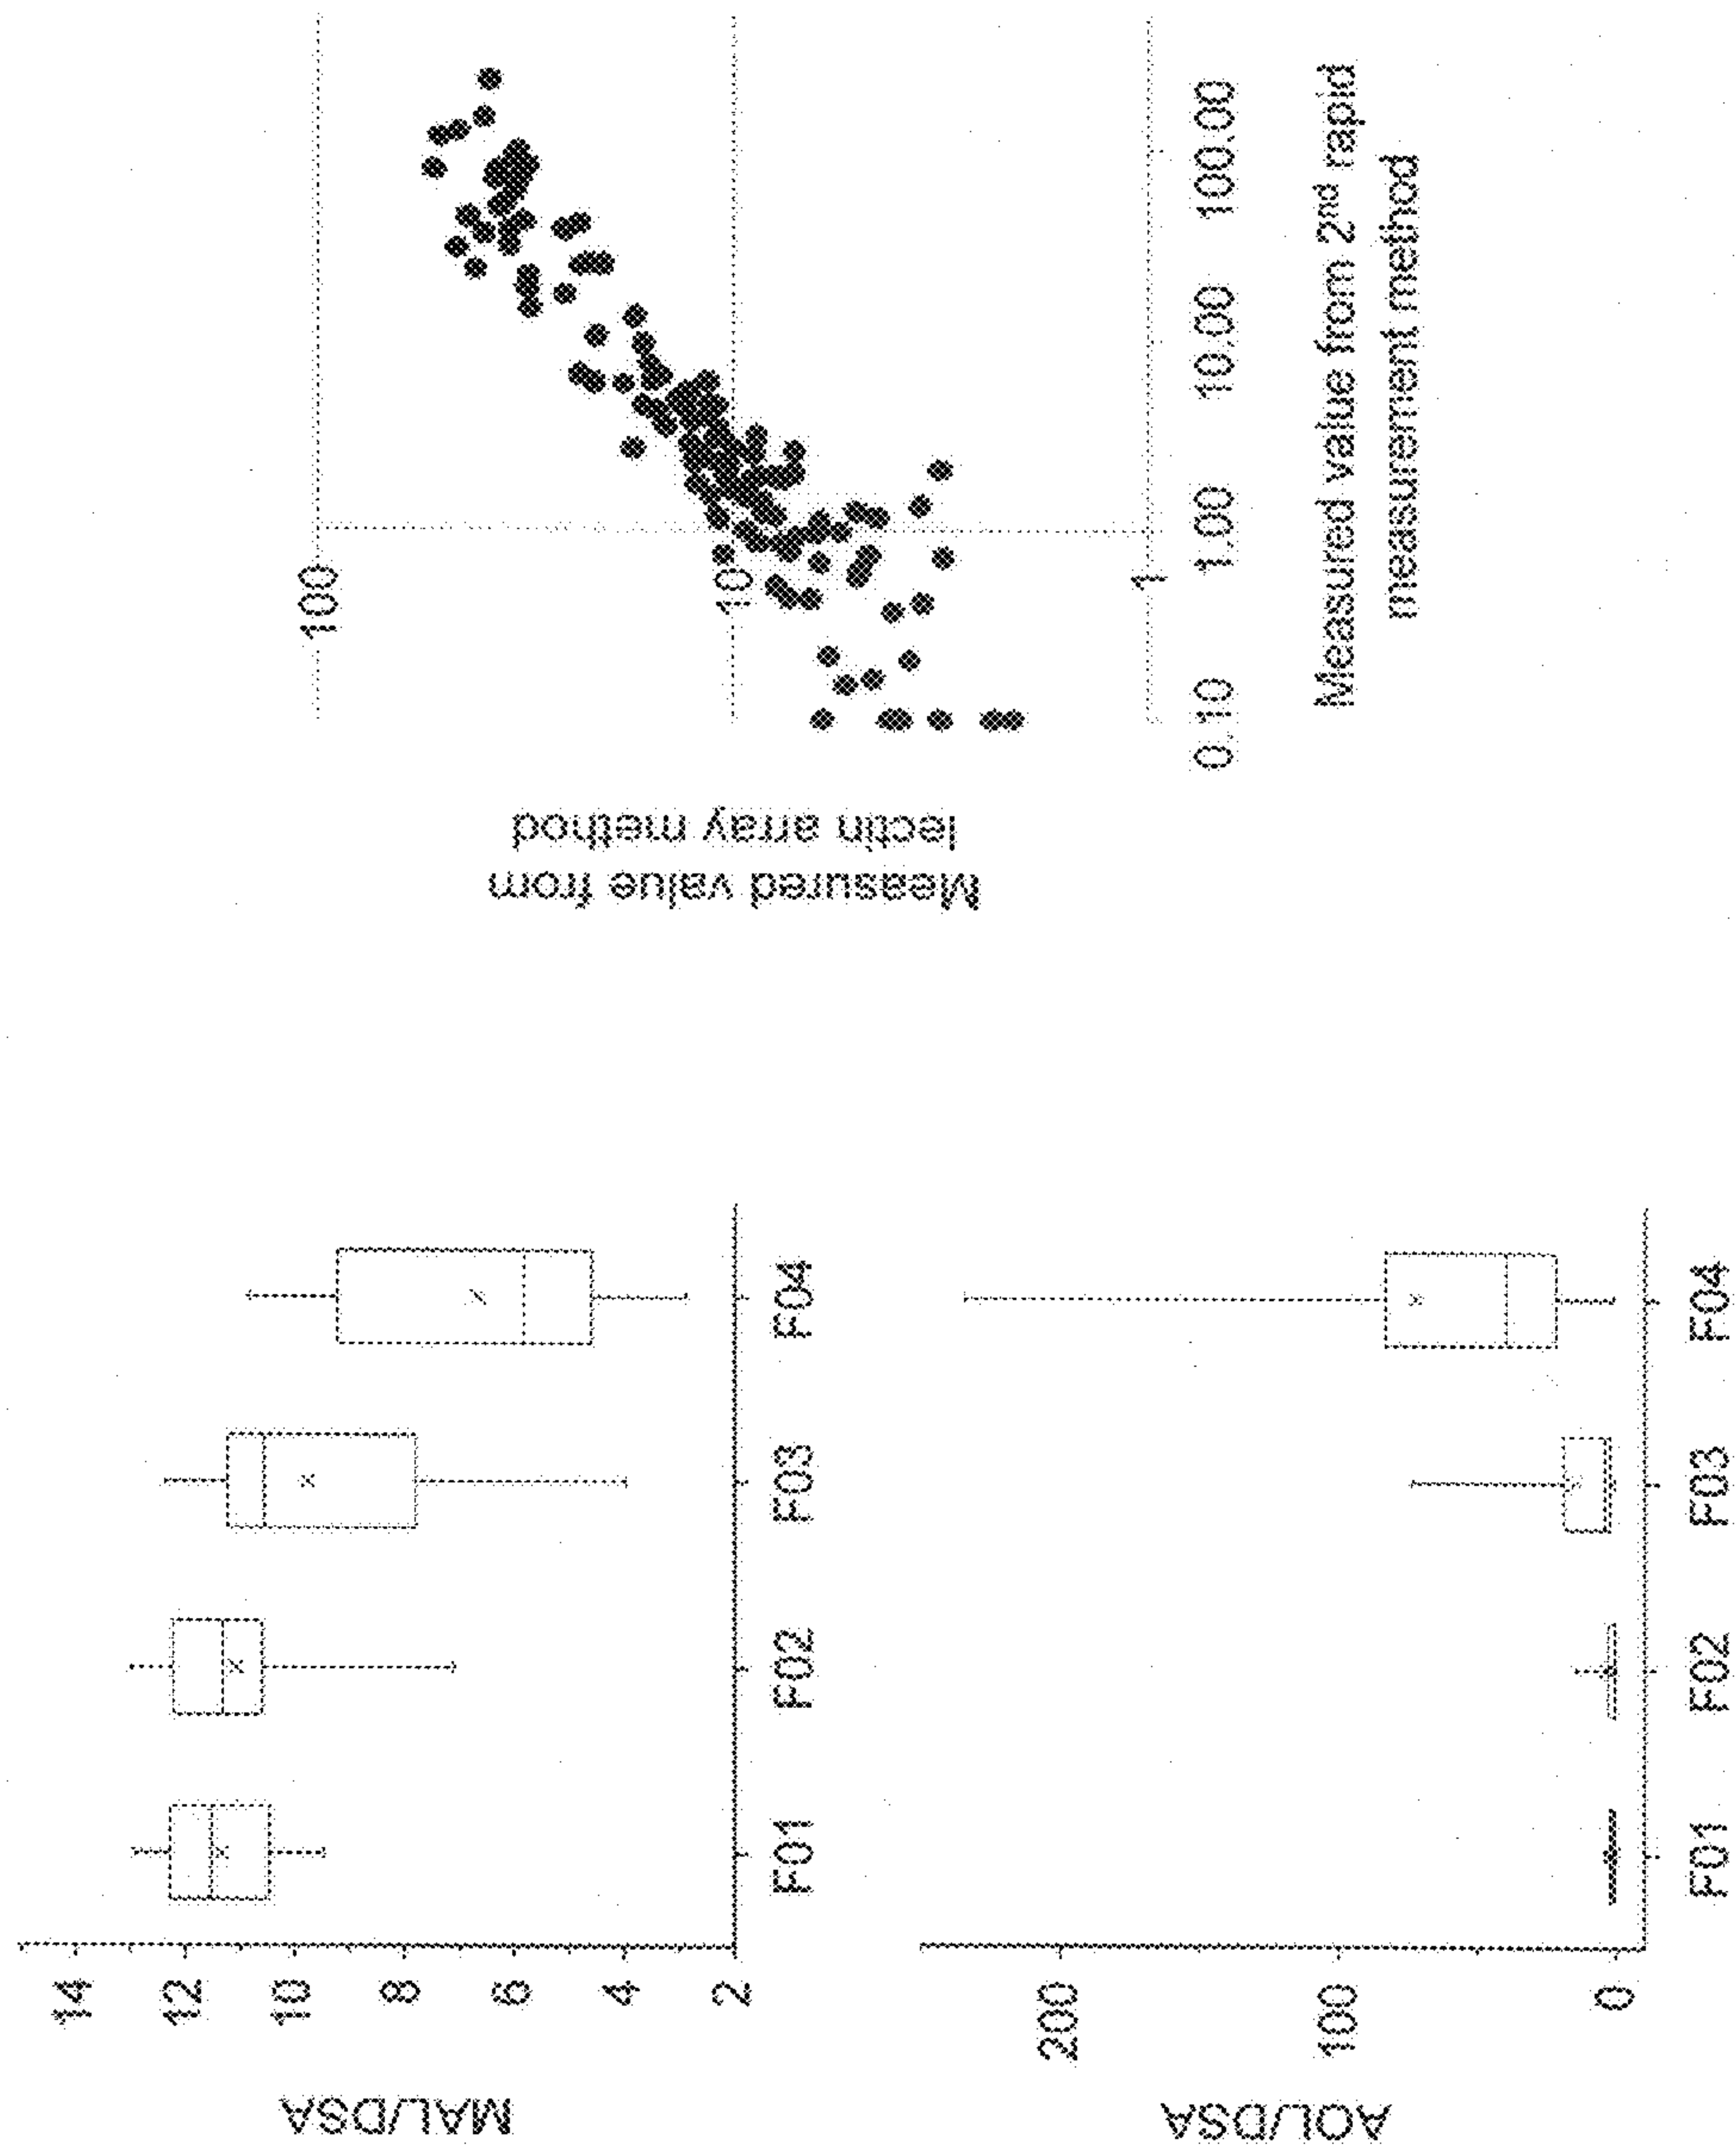 MAL/DSA
14
12
10
8
6
4
2
F01
F02
F03
F04
AOL/DSA
200
100
0
F01
F02
F03
F04
Measured value from
lectin array method
100
10
1
0.10
1.00
10.00
100.00
Measured value from 2nd rapid
measurement method